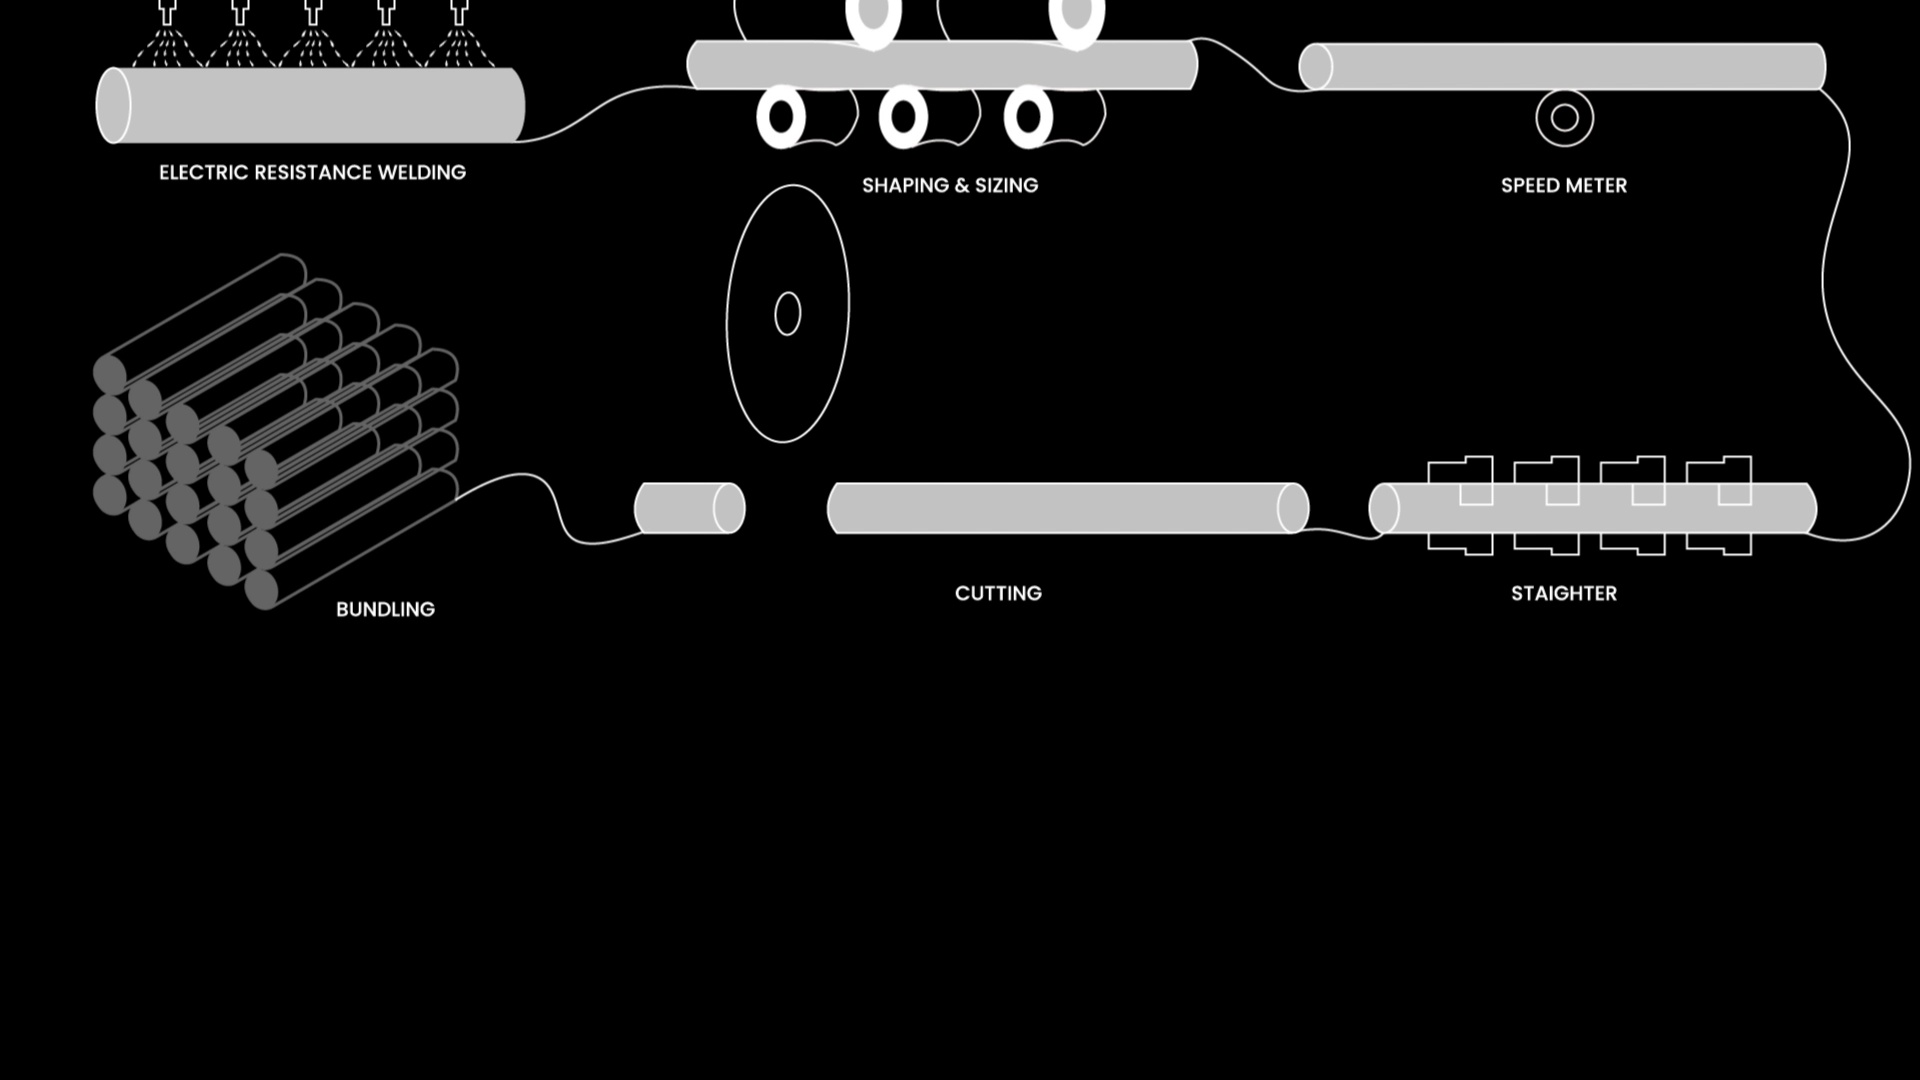 ELECTRIC RESISTANCE WELDING
SHAPING & SIZING
SPEED METER
BUNDLING
CUTTING
STAIGHTER